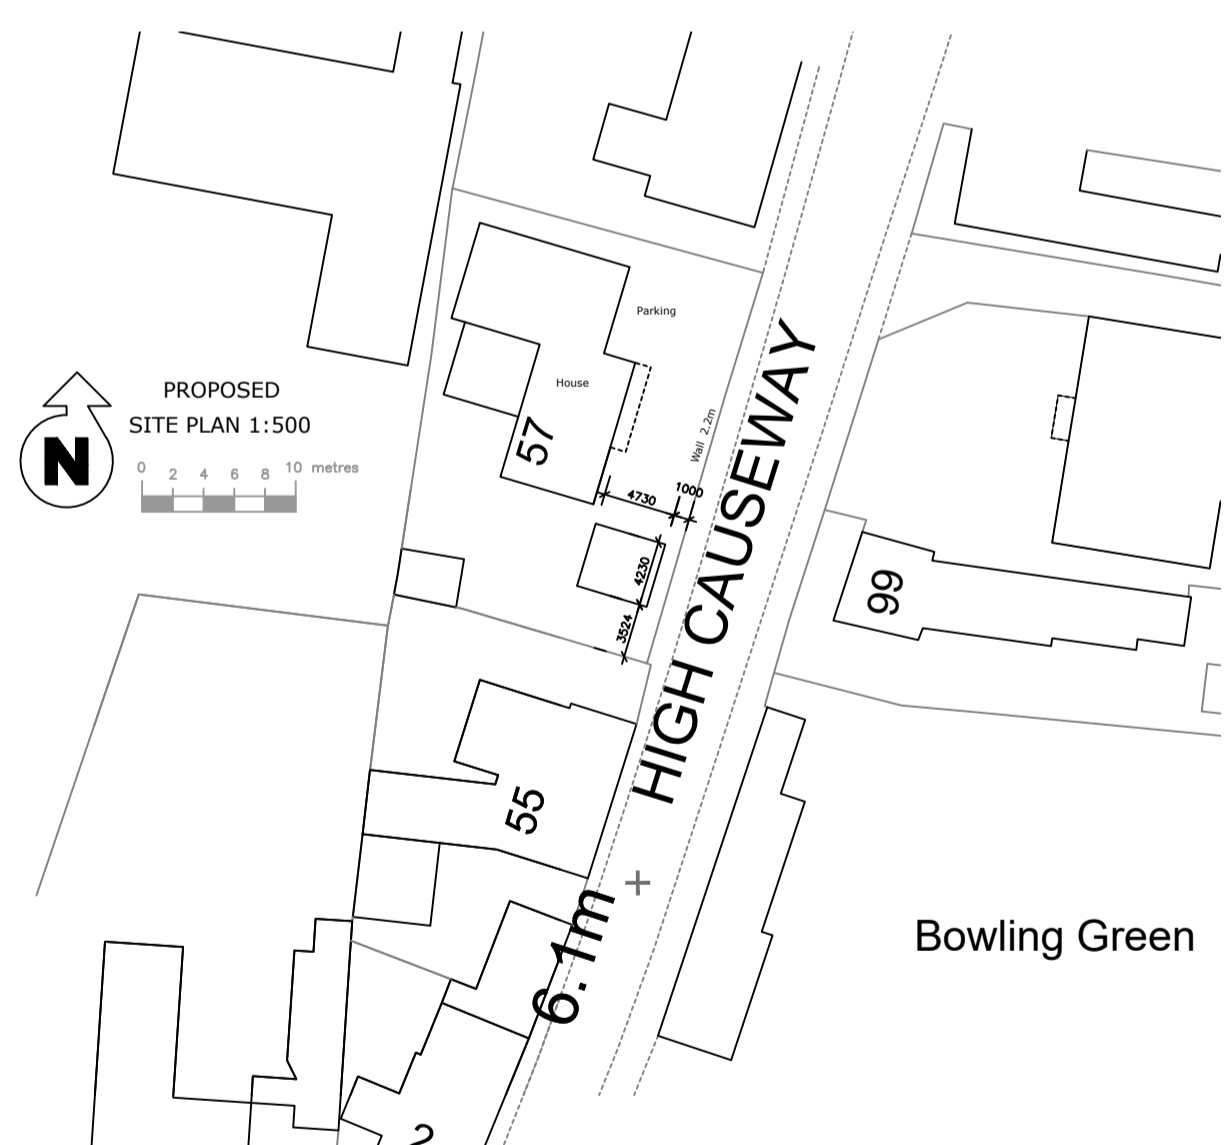 Parking
House
57
Wall 2.2m
HIGH CAUSEWAY
N
PROPOSED
SITE PLAN 1:500
0 2 4 6 8 10 metres
4730
1000
4230
3524
99
55
6.1m
Bowling Green
2